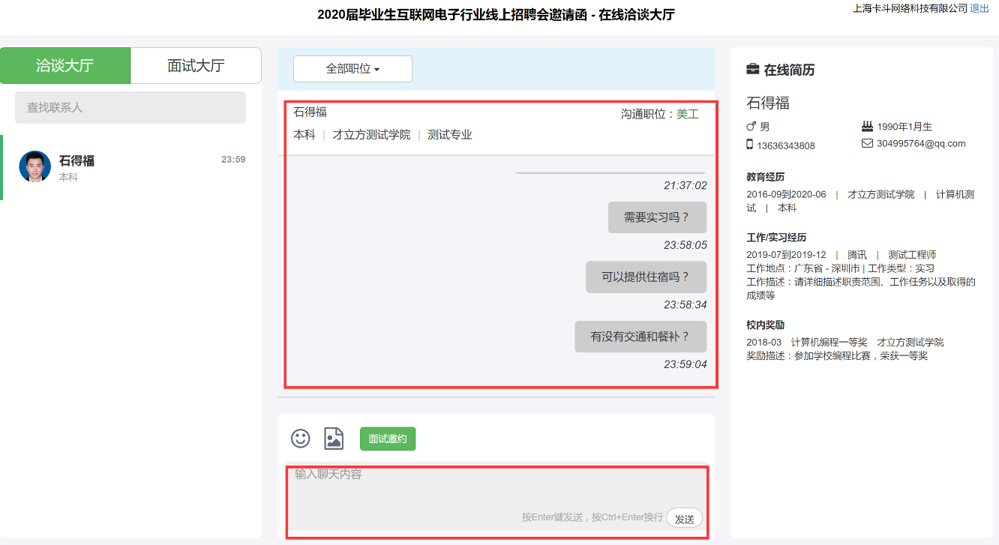 2020届毕业生互联网电子行业线上招聘会邀请函 - 在线洽谈大厅
上海卡斗网络科技有限公司 退出
洽谈大厅
面试大厅
查找联系人
石得福
23:59
本科
全部职位
石得福
沟通职位：美工
本科 | 才立方测试学院 | 测试专业
21:37:02
需要实习吗？
23:58:05
可以提供住宿吗？
23:58:34
有没有交通和餐补？
23:59:04
面试邀约
输入聊天内容
按Enter键发送，按Ctrl+Enter换行
发送
在线简历
石得福
男
1990年1月生
13636343808
304995764@qq.com
教育经历
2016-09到2020-06 | 才立方测试学院 | 计算机测
试 | 本科
工作/实习经历
2019-07到2019-12 | 腾讯 | 测试工程师
工作地点：广东省 - 深圳市 | 工作类型：实习
工作描述：请详细描述职责范围、工作任务以及取得的
成绩等
校内奖励
2018-03 计算机编程一等奖 才立方测试学院
奖励描述：参加学校编程比赛，荣获一等奖